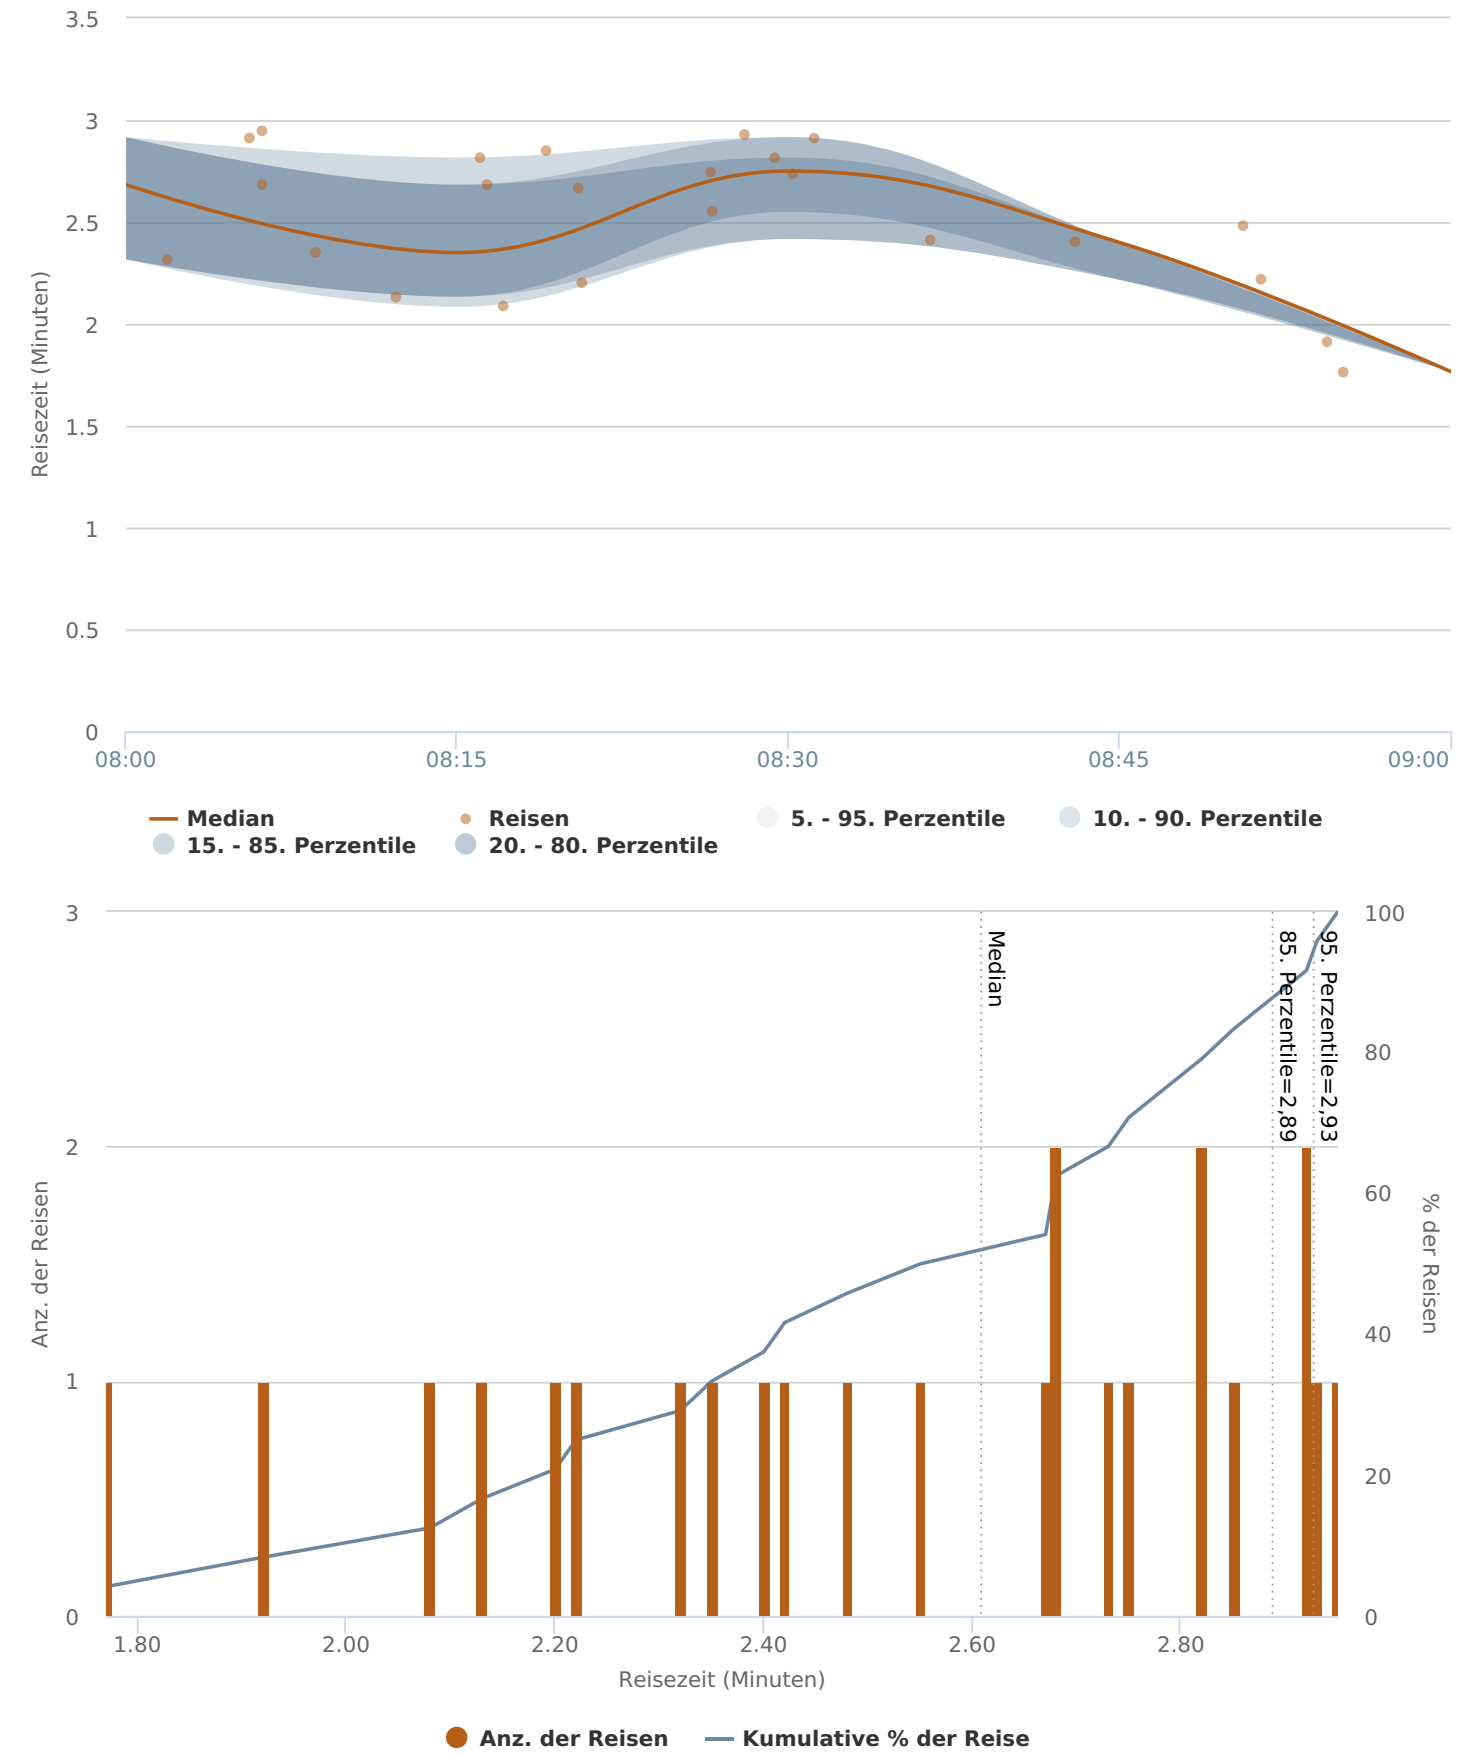 3.5
3
2.5
2
1.5
1
0.5
0
Reisezeit (Minuten)
08:00 08:15 08:30 08:45 09:00
Median Reisen 5. - 95. Perzentile 10. - 90. Perzentile
15. - 85. Perzentile 20. - 80. Perzentile
3
2
1
0
Anz. der Reisen
Median
85. Perzentile=2,89
95. Perzentile=2,93
100
80
60
40
20
0
% der Reisen
1.80 2.00 2.20 2.40 2.60 2.80
Reisezeit (Minuten)
Anz. der Reisen Kumulative % der Reise